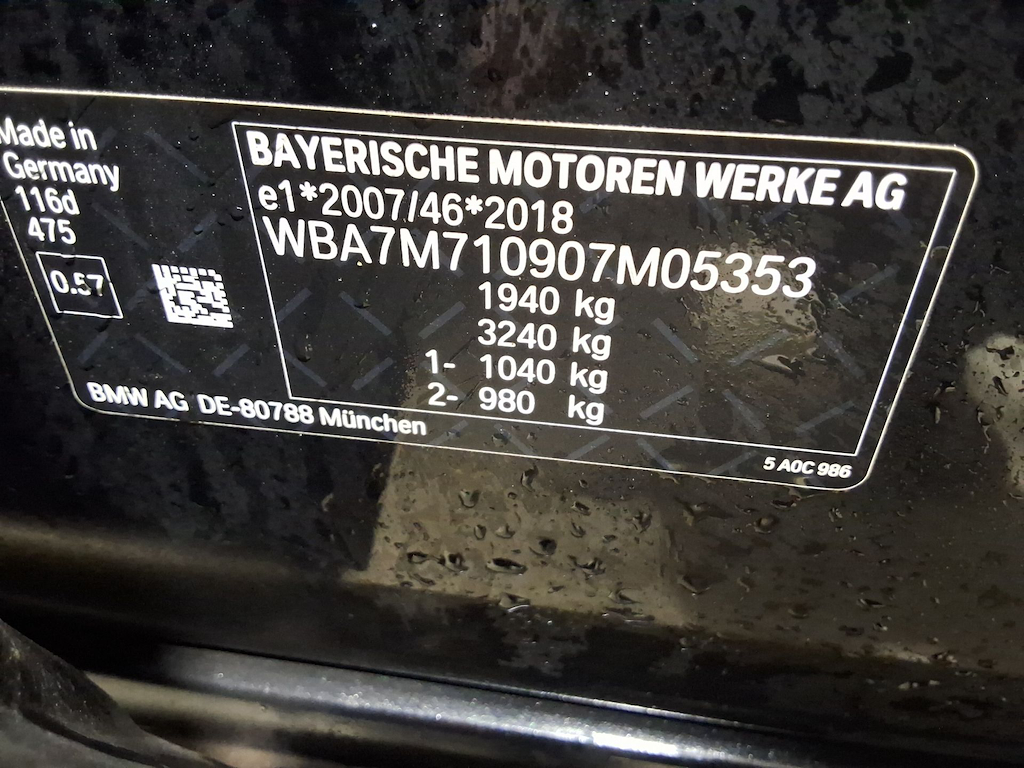 Made in
Germany
116d
475
0.57
BAYERISCHE MOTOREN WERKE AG
e1*2007/46*2018
WBA7M710907M05353
1940 kg
3240 kg
1- 1040 kg
2- 980 kg
BMW AG DE-80788 München
5 A0C 986